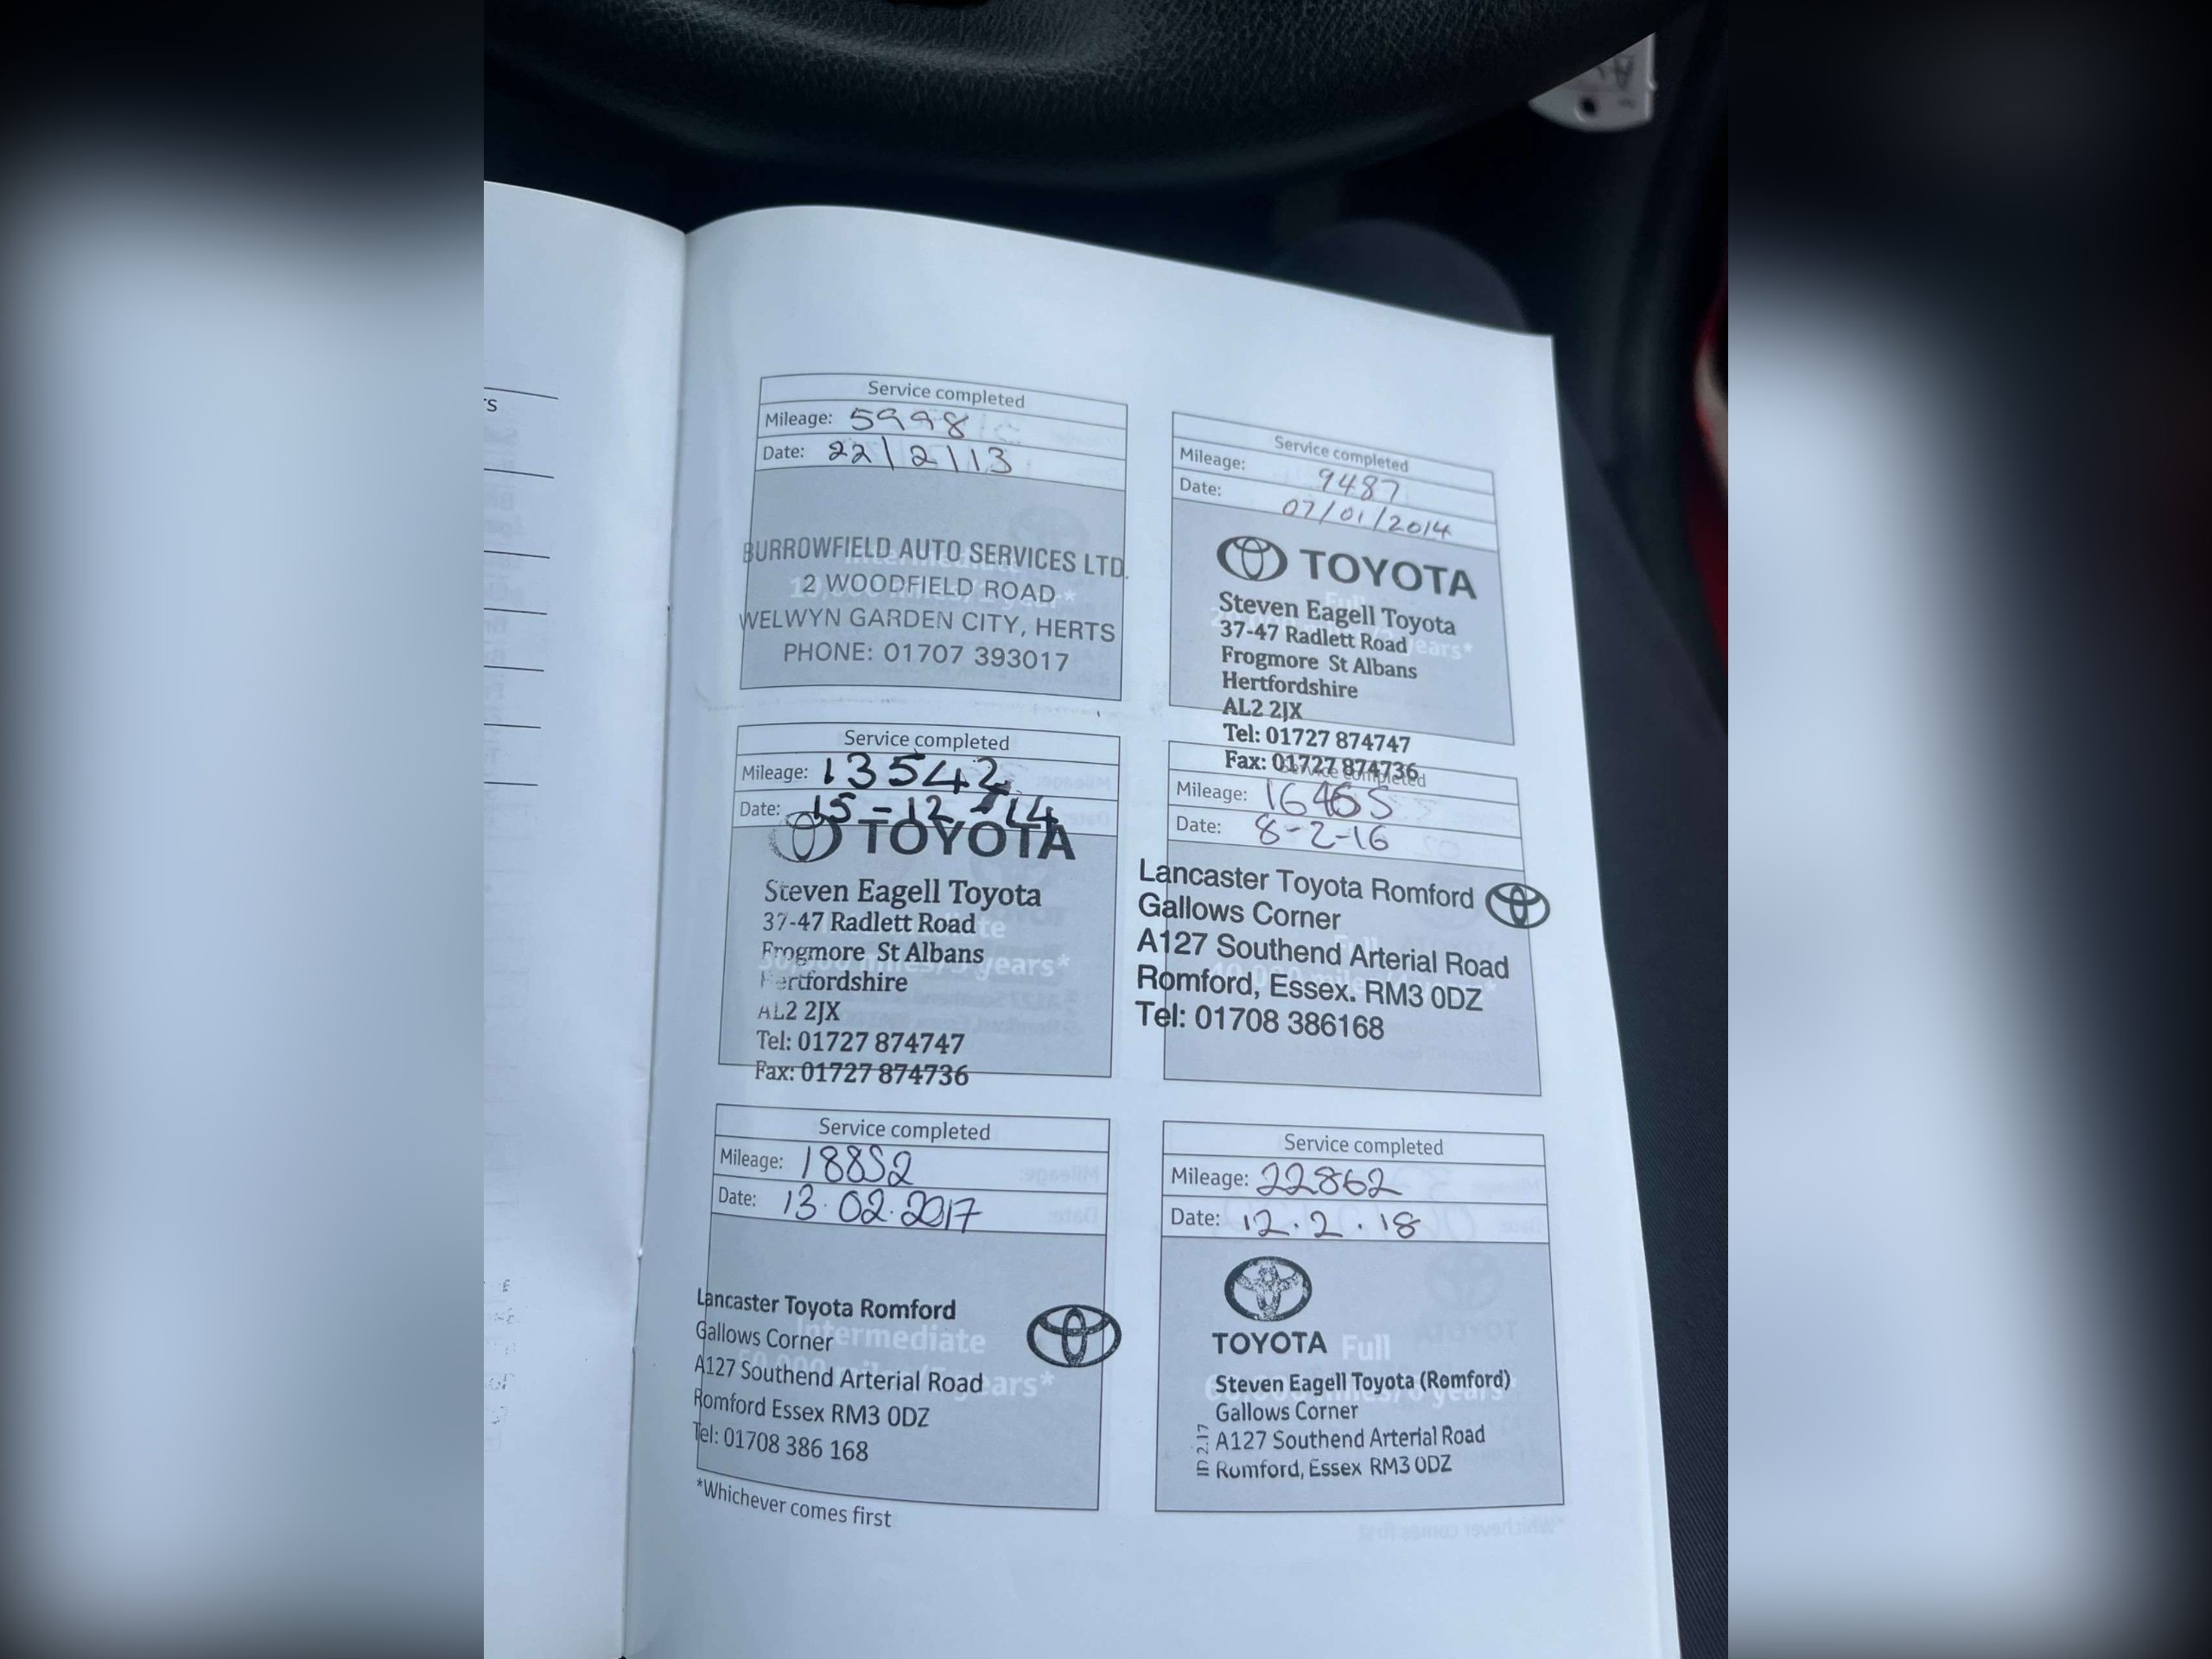 Service completed
Mileage: 5998
Date: 22/2/13
BURROWFIELD AUTO SERVICES LTD.
2 WOODFIELD ROAD
WELWYN GARDEN CITY, HERTS
PHONE: 01707 393017
Service completed
Mileage: 9487
Date: 07/01/2014
TOYOTA
Steven Eagell Toyota
37-47 Radlett Road
Frogmore St Albans
Hertfordshire
AL2 2JX
Tel: 01727 874747
Fax: 01727 874736
Service completed
Mileage: 13542
Date: 15-12-14
TOYOTA
Steven Eagell Toyota
37-47 Radlett Road
Frogmore St Albans
Hertfordshire
AL2 2JX
Tel: 01727 874747
Fax: 01727 874736
Service completed
Mileage:
Date: 8-2-16
Lancaster Toyota Romford
Gallows Corner
A127 Southend Arterial Road
Romford, Essex. RM3 0DZ
Tel: 01708 386168
Service completed
Mileage: 18852
Date: 13.02.2017
Lancaster Toyota Romford
Gallows Corner
Intermediate
A127 Southend Arterial Road
Romford Essex RM3 0DZ
Tel: 01708 386 168
*Whichever comes first
Service completed
Mileage: 22862
Date: 12.2.18
TOYOTA
Full
Steven Eagell Toyota (Romford)
Gallows Corner
A127 Southend Arterial Road
Romford, Essex RM3 0DZ